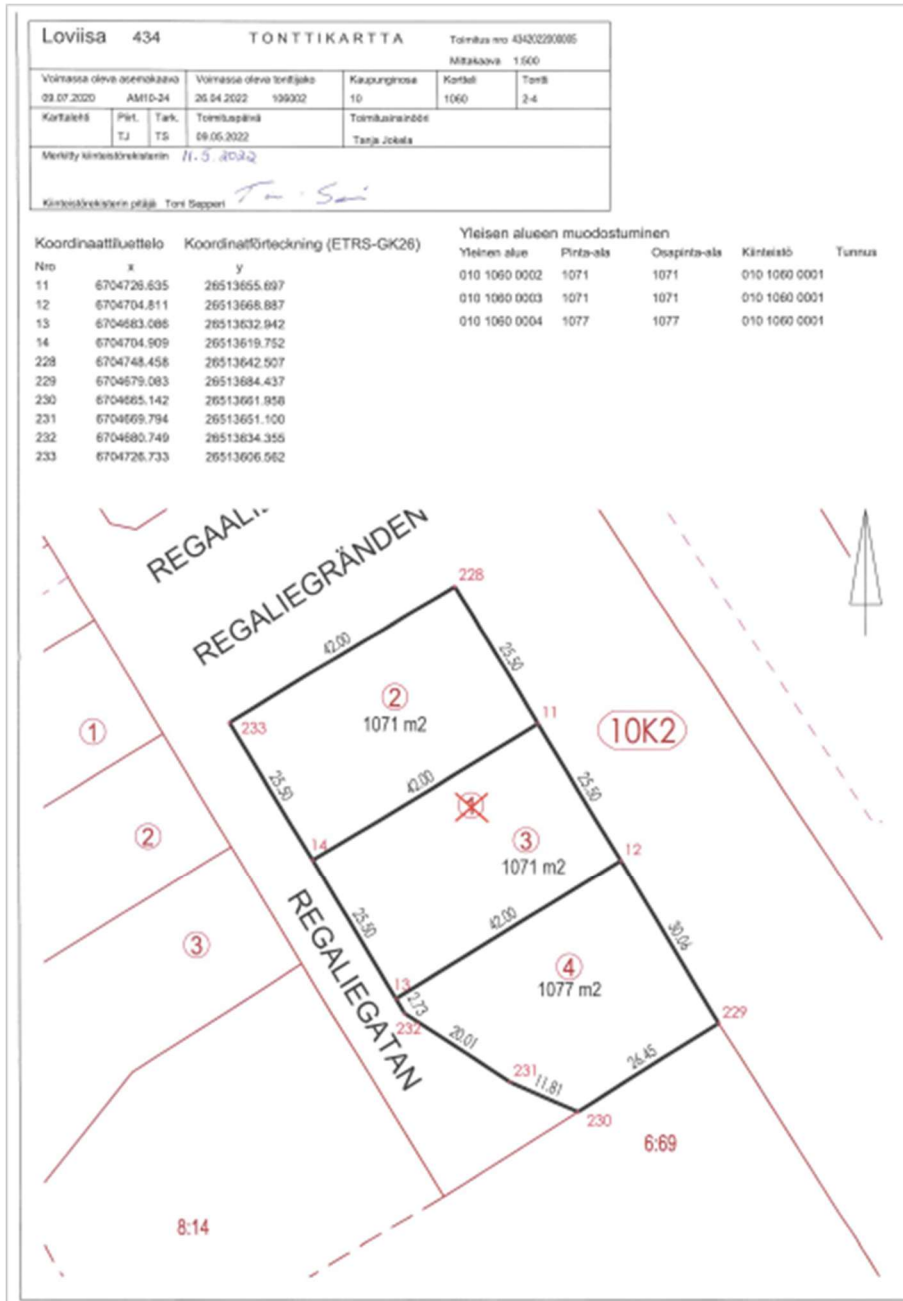 Loviisa 434 TONTTIKARTTA Toimitus nro 4342022000005
Mittakaava 1:500
Voimassa oleva asemakaava Voimassa oleva tonttijako Kaupunginosa Kortteli Tontti
09.07.2020 AM10-24 26.04.2022 106002 10 1060 2-4
Karttalehti Piirt. Tark. Toimituspäivä Toimitusinsinööri
TJ TS 09.05.2022 Tanja Jokela
Merkitty kiinteistörekisteriin 11.5.2022
Kiinteistörekisterin pitäjä Toni Sepperi
Koordinaattiluettelo Koordinatförteckning (ETRS-GK26)
Nro x y
11 6704726.635 26513655.697
12 6704704.811 26513668.887
13 6704683.086 26513632.942
14 6704704.909 26513619.752
228 6704748.458 26513642.507
229 6704679.083 26513684.437
230 6704665.142 26513661.958
231 6704669.794 26513651.100
232 6704680.749 26513634.355
233 6704726.733 26513606.562
Yleisen alueen muodostuminen
Yleinen alue Pinta-ala Osapinta-ala Kiinteistö Tunnus
010 1060 0002 1071 1071 010 1060 0001
010 1060 0003 1071 1071 010 1060 0001
010 1060 0004 1077 1077 010 1060 0001
REGALIEGRÄNDEN
228
42.00
25.50
2
1071 m2
233
11
10K2
1
25.50
42.00
25.50
1
14
3
1071 m2
12
2
REGALIEGATAN
25.50
42.00
30.06
3
4
1077 m2
13
2.73
232
20.01
229
231
11.81
26.45
230
6:69
8:14